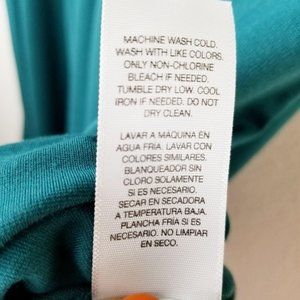 MACHINE WASH COLD.
WASH WITH LIKE COLORS.
ONLY NON-CHLORINE
BLEACH IF NEEDED.
TUMBLE DRY LOW. COOL
IRON IF NEEDED. DO NOT
DRY CLEAN.
LAVAR A MAQUINA EN
AGUA FRIA. LAVAR CON
COLORES SIMILARES.
BLANQUEADOR SIN
CLORO SOLAMENTE
SI ES NECESARIO.
SECAR EN SECADORA
A TEMPERATURA BAJA.
PLANCHA FRIA SI ES
NECESARIO. NO LIMPIAR
EN SECO.